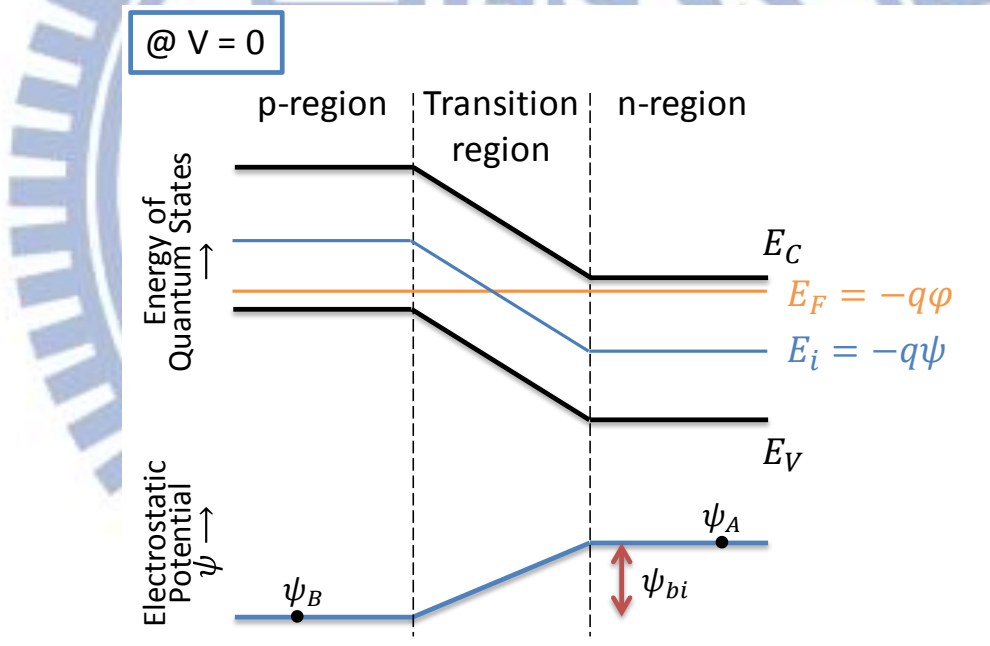 @ V = 0
p-region
Transition
region
n-region
Energy of
Quantum States
⟶
E_C
E_F = −qφ
E_i = −qψ
E_V
Electrostatic
Potential
ψ ⟶
ψ_B
ψ_A
ψ_bi